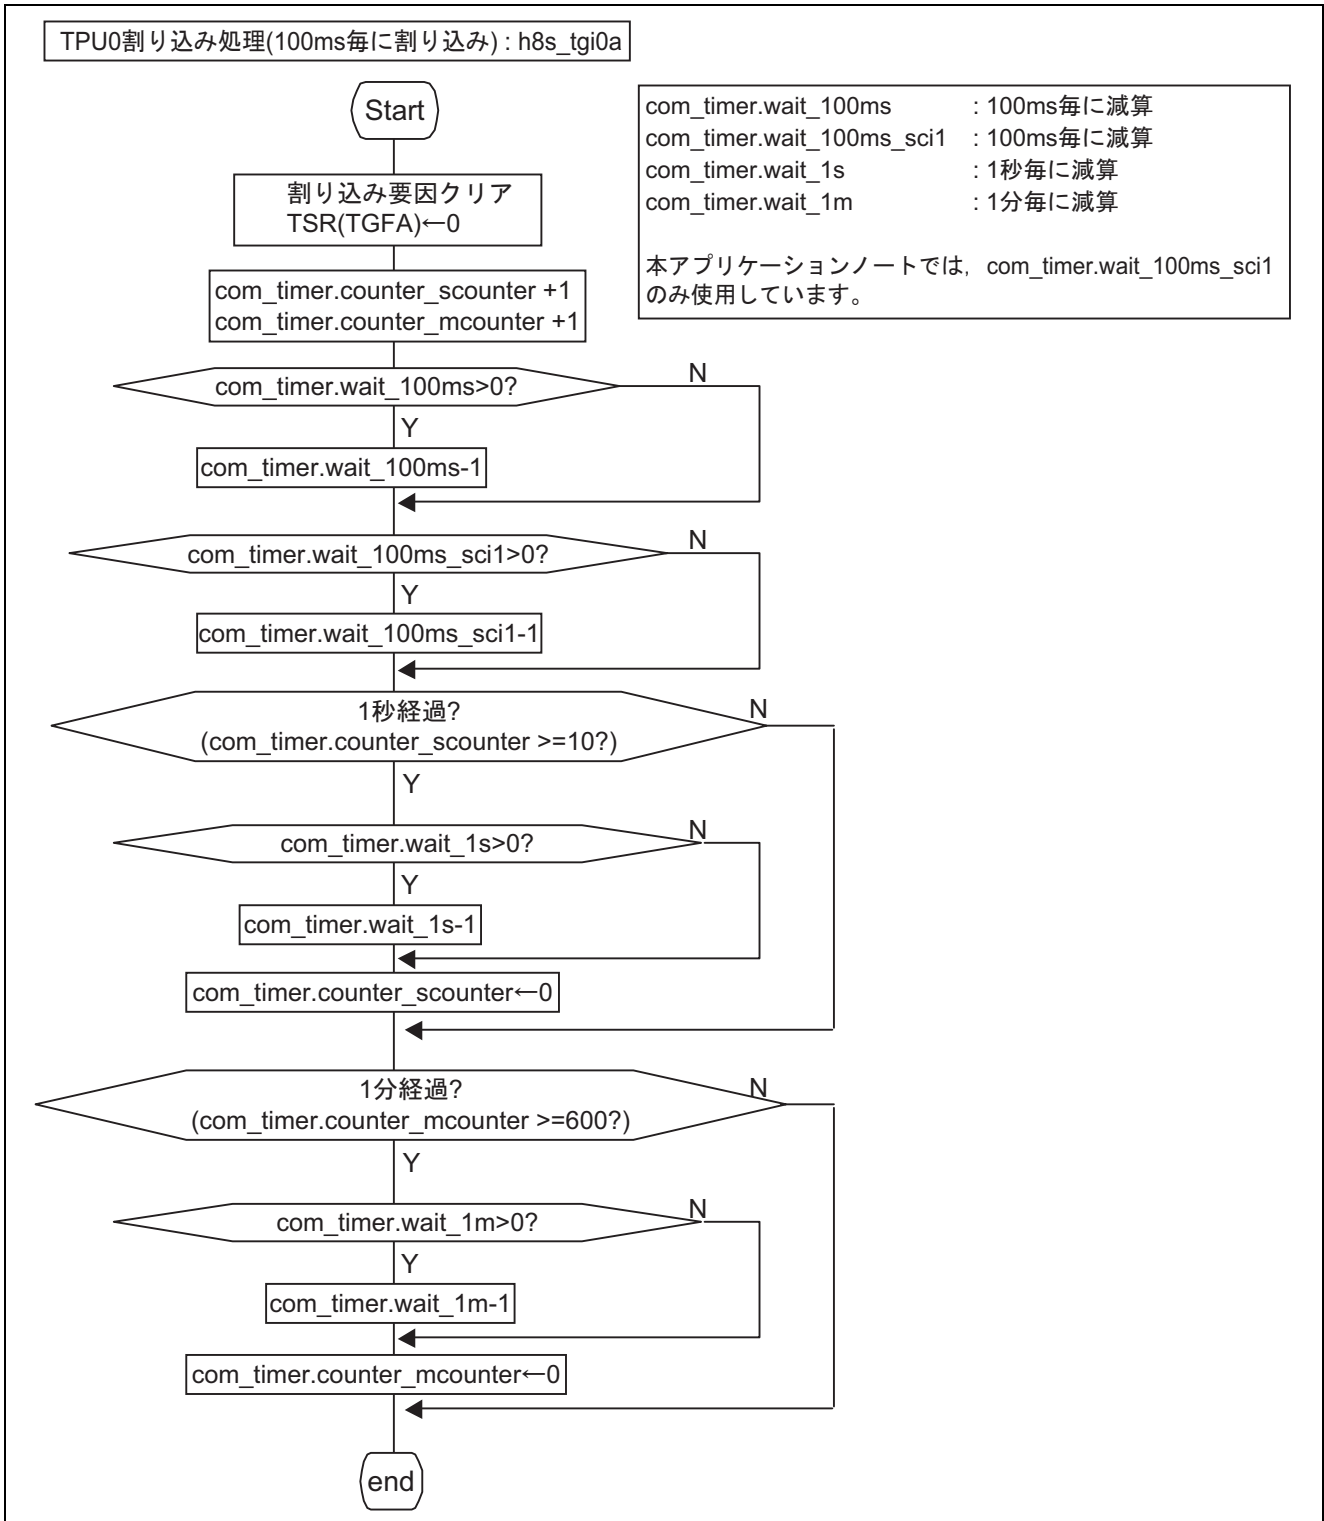 TPU0割り込み処理(100ms毎に割り込み) : h8s_tgi0a
Start
com_timer.wait_100ms : 100ms毎に減算
com_timer.wait_100ms_sci1 : 100ms毎に減算
com_timer.wait_1s : 1秒毎に減算
com_timer.wait_1m : 1分毎に減算
本アプリケーションノートでは，com_timer.wait_100ms_sci1
のみ使用しています。
割り込み要因クリア
TSR(TGFA)←0
com_timer.counter_scounter +1
com_timer.counter_mcounter +1
com_timer.wait_100ms>0?
N
Y
com_timer.wait_100ms-1
com_timer.wait_100ms_sci1>0?
N
Y
com_timer.wait_100ms_sci1-1
1秒経過?
(com_timer.counter_scounter >=10?)
N
Y
com_timer.wait_1s>0?
N
Y
com_timer.wait_1s-1
com_timer.counter_scounter←0
1分経過?
(com_timer.counter_mcounter >=600?)
N
Y
com_timer.wait_1m>0?
N
Y
com_timer.wait_1m-1
com_timer.counter_mcounter←0
end